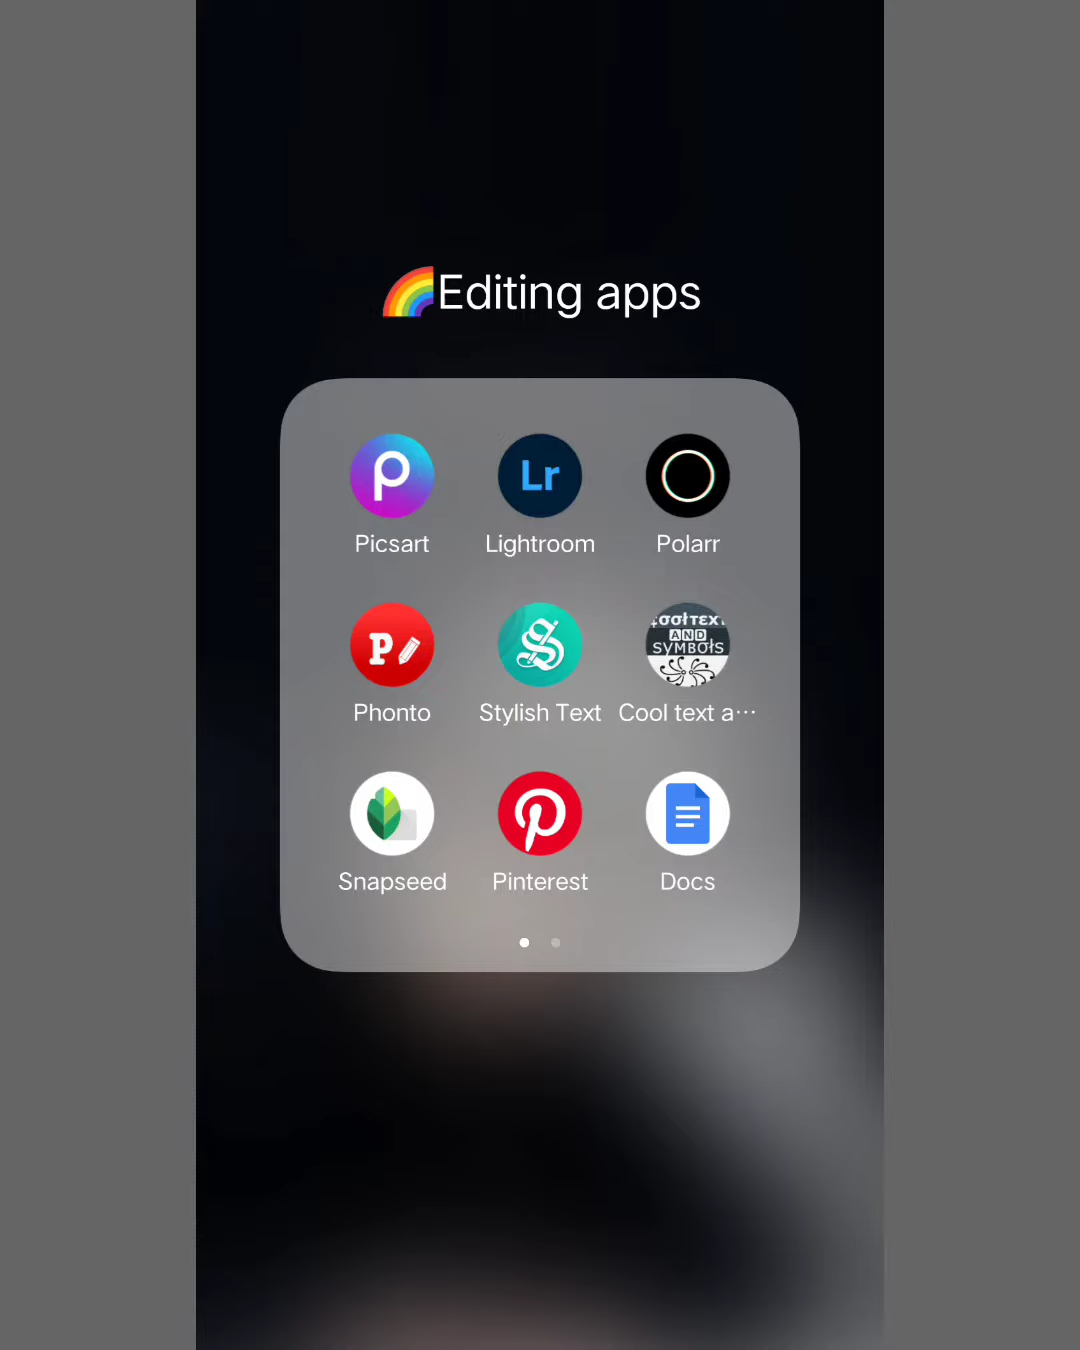 🌈Editing apps
Lr
Picsart
Lightroom
Polarr
P
S
AND
Phonto
Stylish Text
Cool text a…
Snapseed
Pinterest
Docs